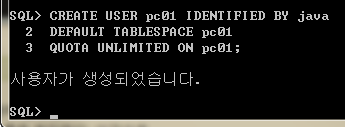 SQL> CREATE USER pc01 IDENTIFIED BY java
2 DEFAULT TABLESPACE pc01
3 QUOTA UNLIMITED ON pc01;
사용자가 생성되었습니다.
SQL>